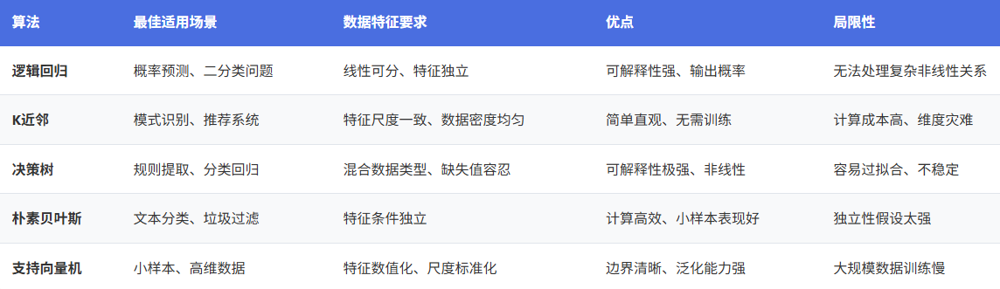 算法 最佳适用场景 数据特征要求 优点 局限性
逻辑回归 概率预测、二分类问题 线性可分、特征独立 可解释性强、输出概率 无法处理复杂非线性关系
K近邻 模式识别、推荐系统 特征尺度一致、数据密度均匀 简单直观、无需训练 计算成本高、维度灾难
决策树 规则提取、分类回归 混合数据类型、缺失值容忍 可解释性极强、非线性 容易过拟合、不稳定
朴素贝叶斯 文本分类、垃圾过滤 特征条件独立 计算高效、小样本表现好 独立性假设太强
支持向量机 小样本、高维数据 特征数值化、尺度标准化 边界清晰、泛化能力强 大规模数据训练慢